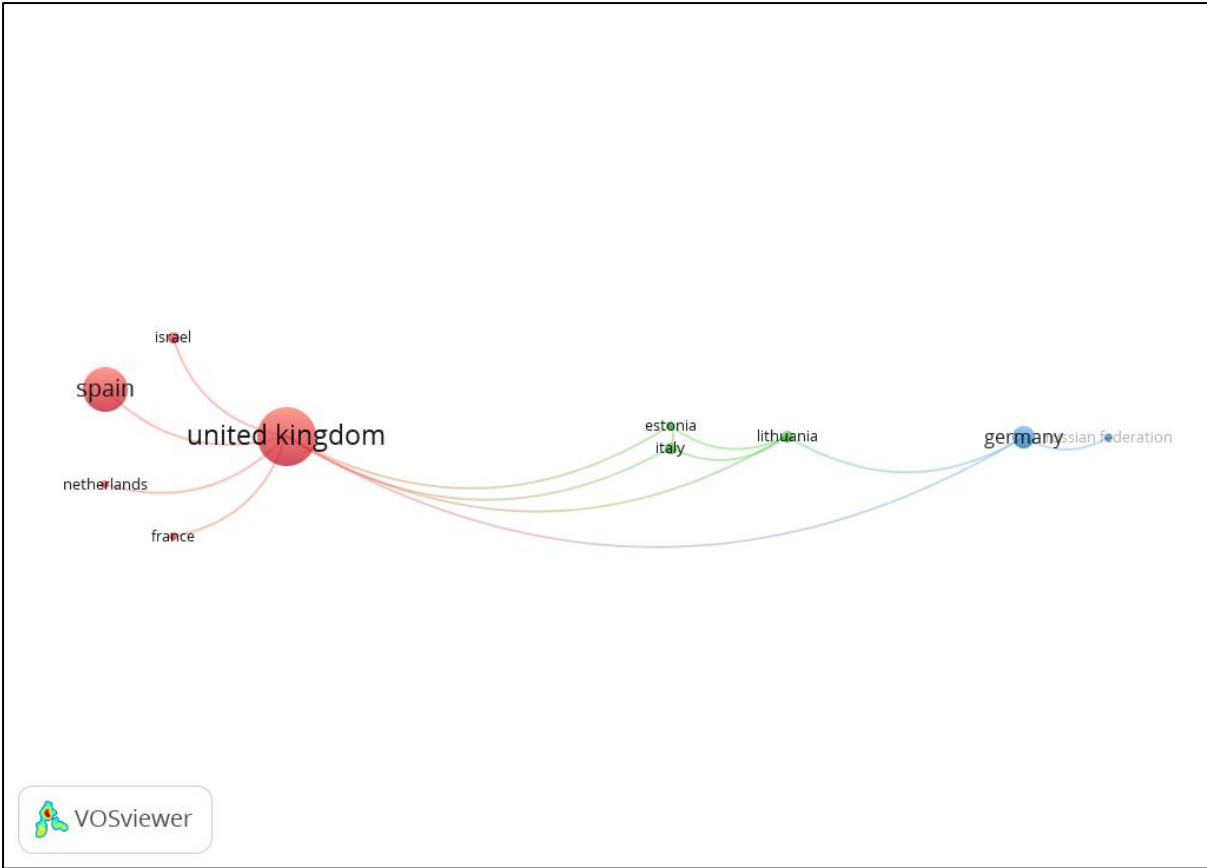 israel
spain
united kingdom
netherlands
france
estonia
italy
lithuania
germany
russian federation
VOSviewer